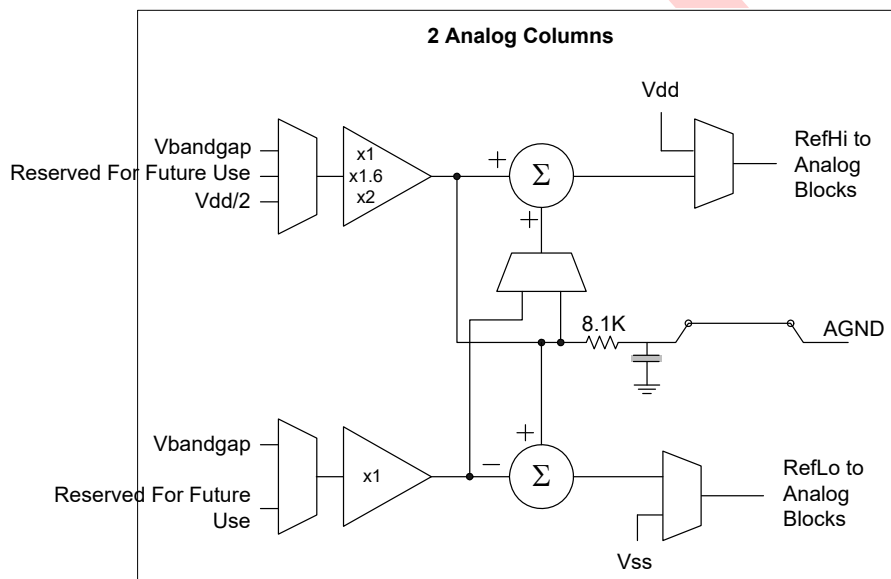 2 Analog Columns
Vdd
Vbandgap
Reserved For Future Use
Vdd/2
x1
x1.6
x2
+
Σ
+
RefHi to
Analog
Blocks
8.1K
AGND
Vbandgap
Reserved For Future
Use
x1
+
−
Σ
RefLo to
Analog
Blocks
Vss